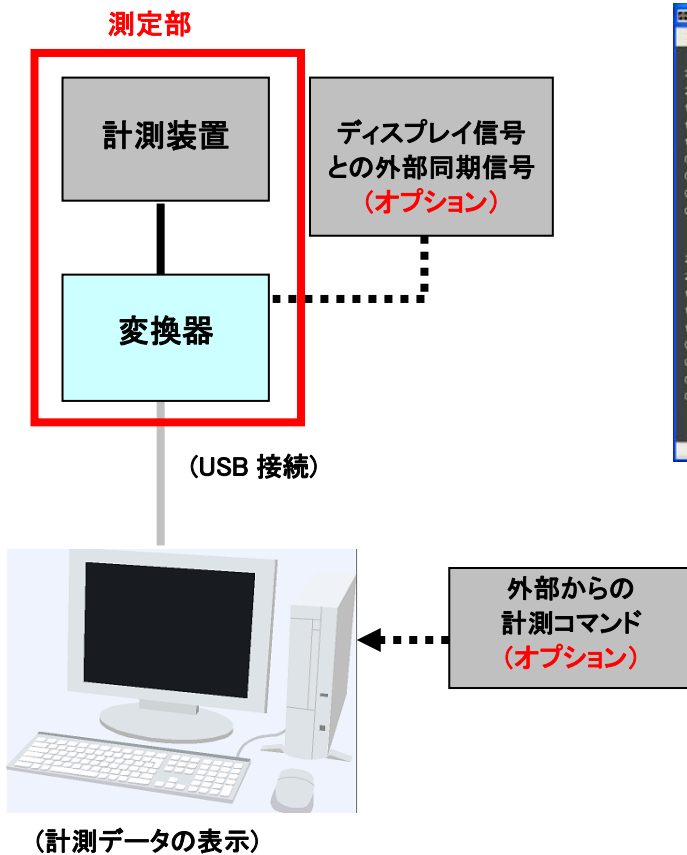 測定部
計測装置
ディスプレイ信号
との外部同期信号
（オプション）
変換器
（USB 接続）
外部からの
計測コマンド
（オプション）
（計測データの表示）